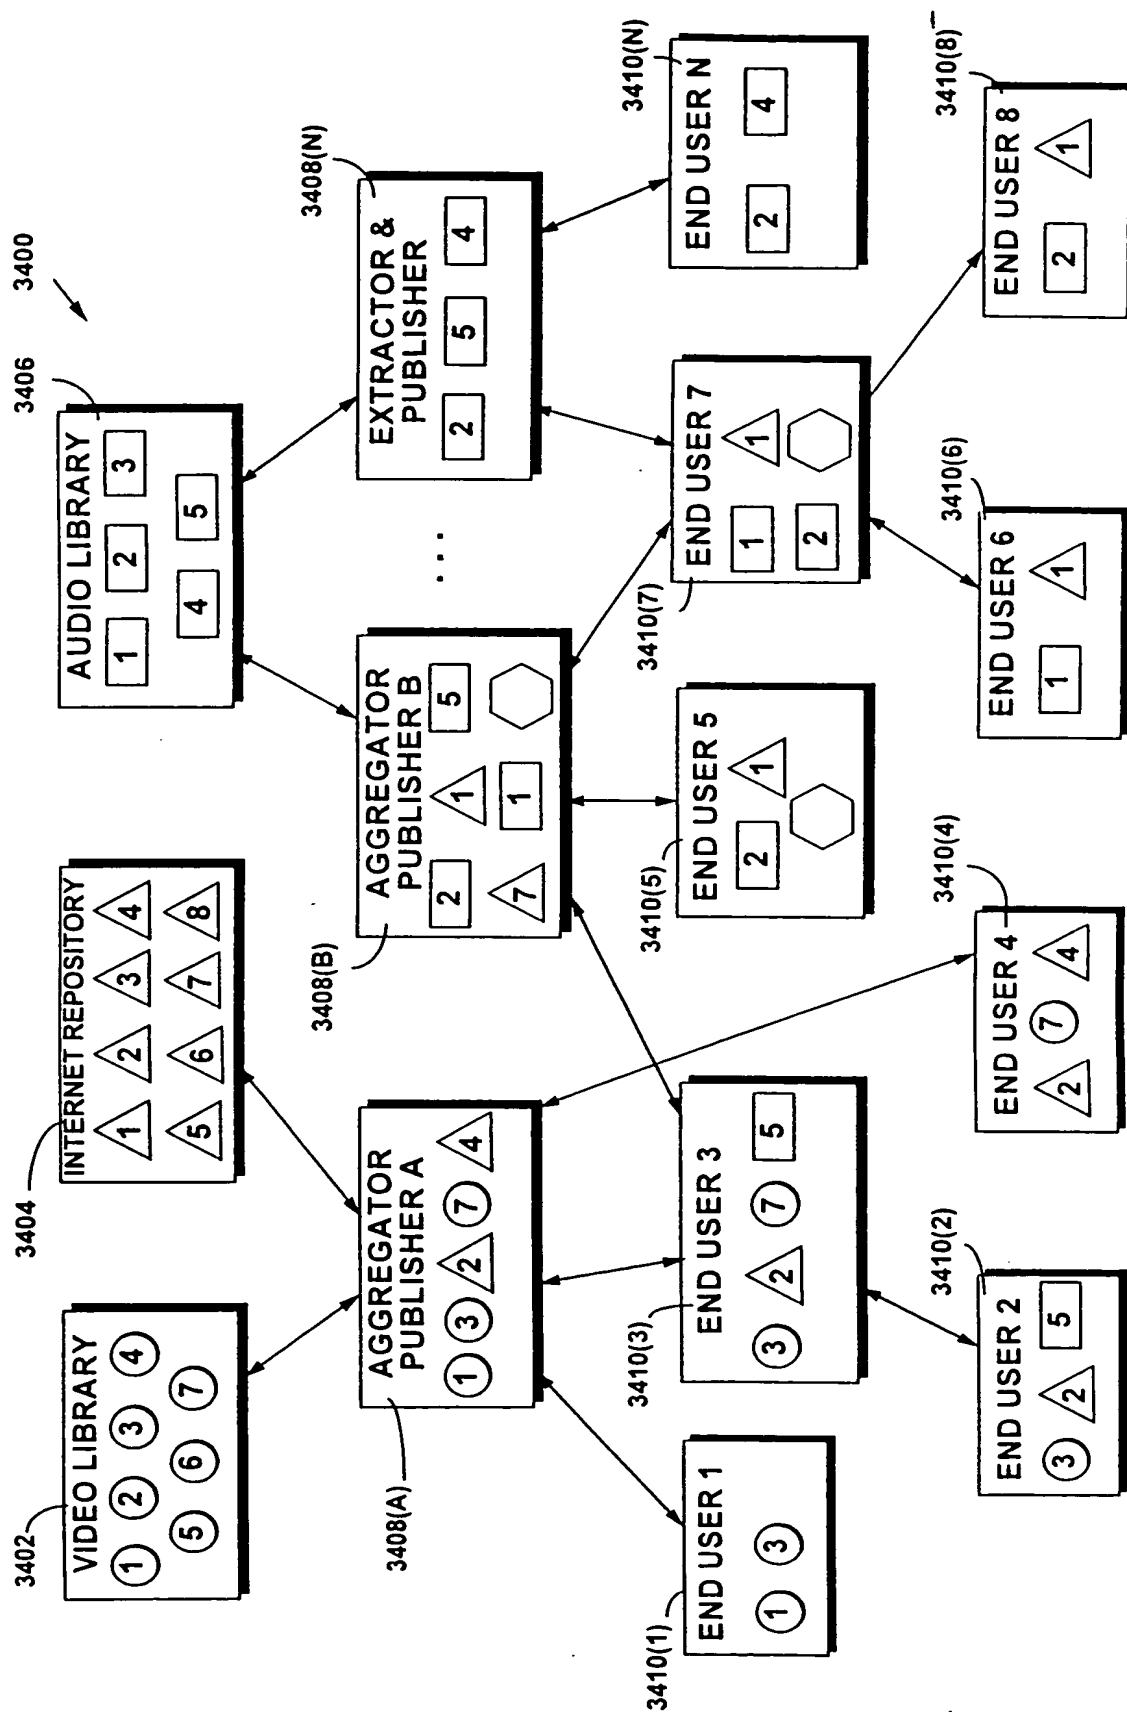 3400
3402
VIDEO LIBRARY
1 2 3 4
5 6 7
3404
INTERNET REPOSITORY
1 2 3 4
5 6 7 8
3406
AUDIO LIBRARY
1 2 3
4 5
3408(A)
AGGREGATOR
PUBLISHER A
1 3 2 7 4
3408(B)
AGGREGATOR
PUBLISHER B
2 1 5
7 1
...
3408(N)
EXTRACTOR &
PUBLISHER
2 5 4
3410(1)
END USER 1
1 3
3410(3)
END USER 3
3 2 7 5
3410(5)
END USER 5
2 1
3410(7)
END USER 7
1 1
2
3410(N)
END USER N
2 4
3410(2)
END USER 2
3 2 5
3410(4)
END USER 4
2 7 4
3410(6)
END USER 6
1 1
3410(8)
END USER 8
2 1